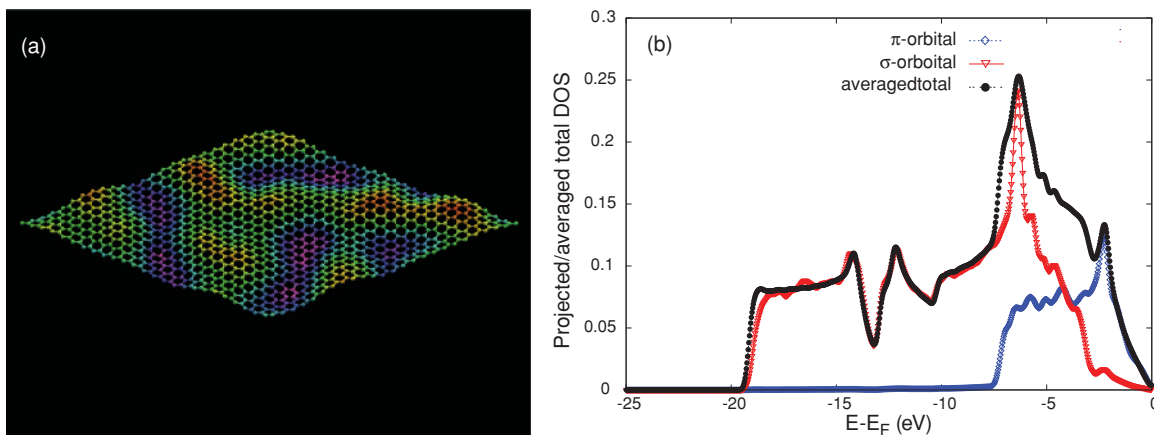 (a)
(b)
π-orbital
σ-orboital
averagedtotal
Projected/averaged total DOS
0.3
0.25
0.2
0.15
0.1
0.05
0
-25 -20 -15 -10 -5 0
E-E_F (eV)